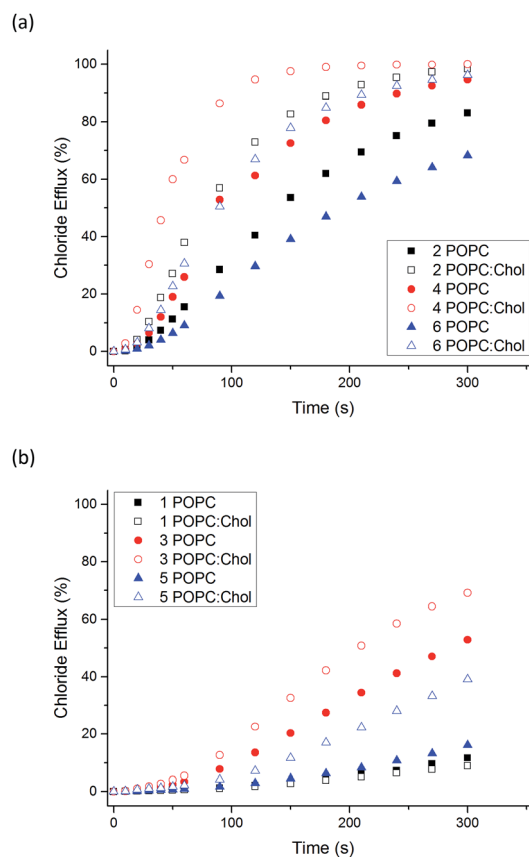 (a)
100
80
60
40
20
0
Chloride Efflux (%)
2 POPC
2 POPC:Chol
4 POPC
4 POPC:Chol
6 POPC
6 POPC:Chol
0 100 200 300
Time (s)
(b)
100
80
60
40
20
0
Chloride Efflux (%)
1 POPC
1 POPC:Chol
3 POPC
3 POPC:Chol
5 POPC
5 POPC:Chol
0 100 200 300
Time (s)